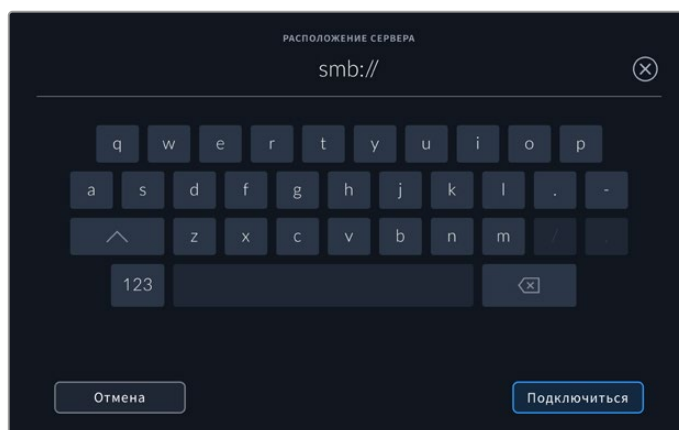 РАСПОЛОЖЕНИЕ СЕРВЕРА
smb://
q w e r t y u i o p
a s d f g h j k l . -
z x c v b n m / .
123
Отмена Подключиться